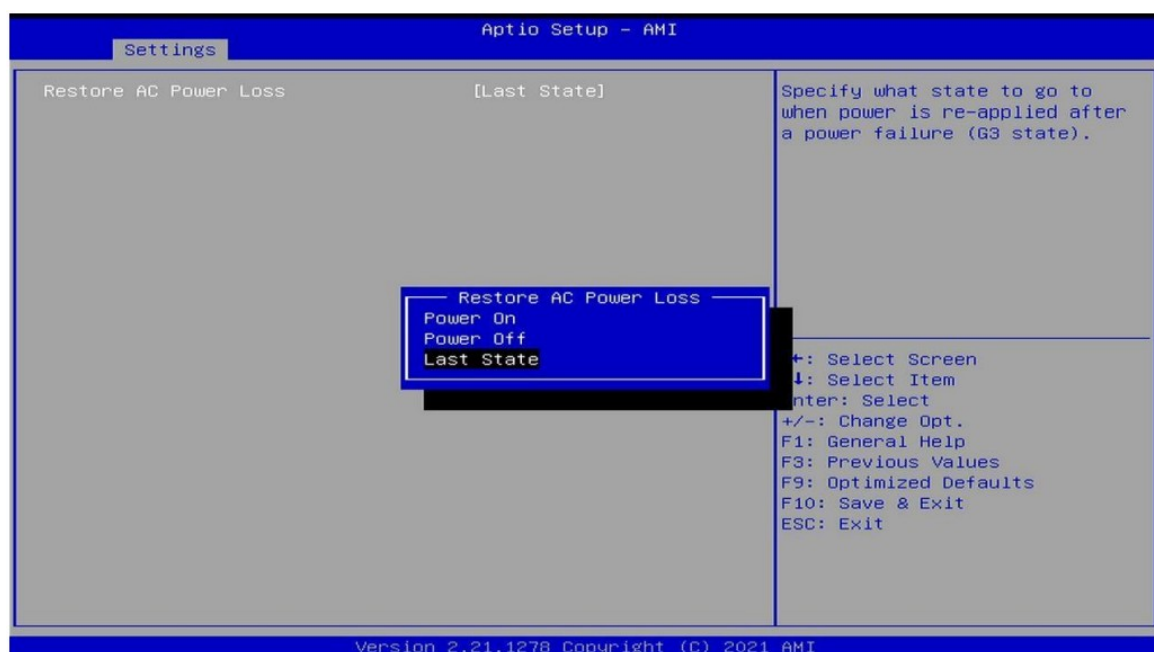 Aptio Setup – AMI
Settings
Restore AC Power Loss [Last State]
Specify what state to go to
when power is re-applied after
a power failure (G3 state).
Restore AC Power Loss
Power On
Power Off
Last State
←: Select Screen
↓: Select Item
nter: Select
+/-: Change Opt.
F1: General Help
F3: Previous Values
F9: Optimized Defaults
F10: Save & Exit
ESC: Exit
Version 2.21.1278 Copyright (C) 2021 AMI